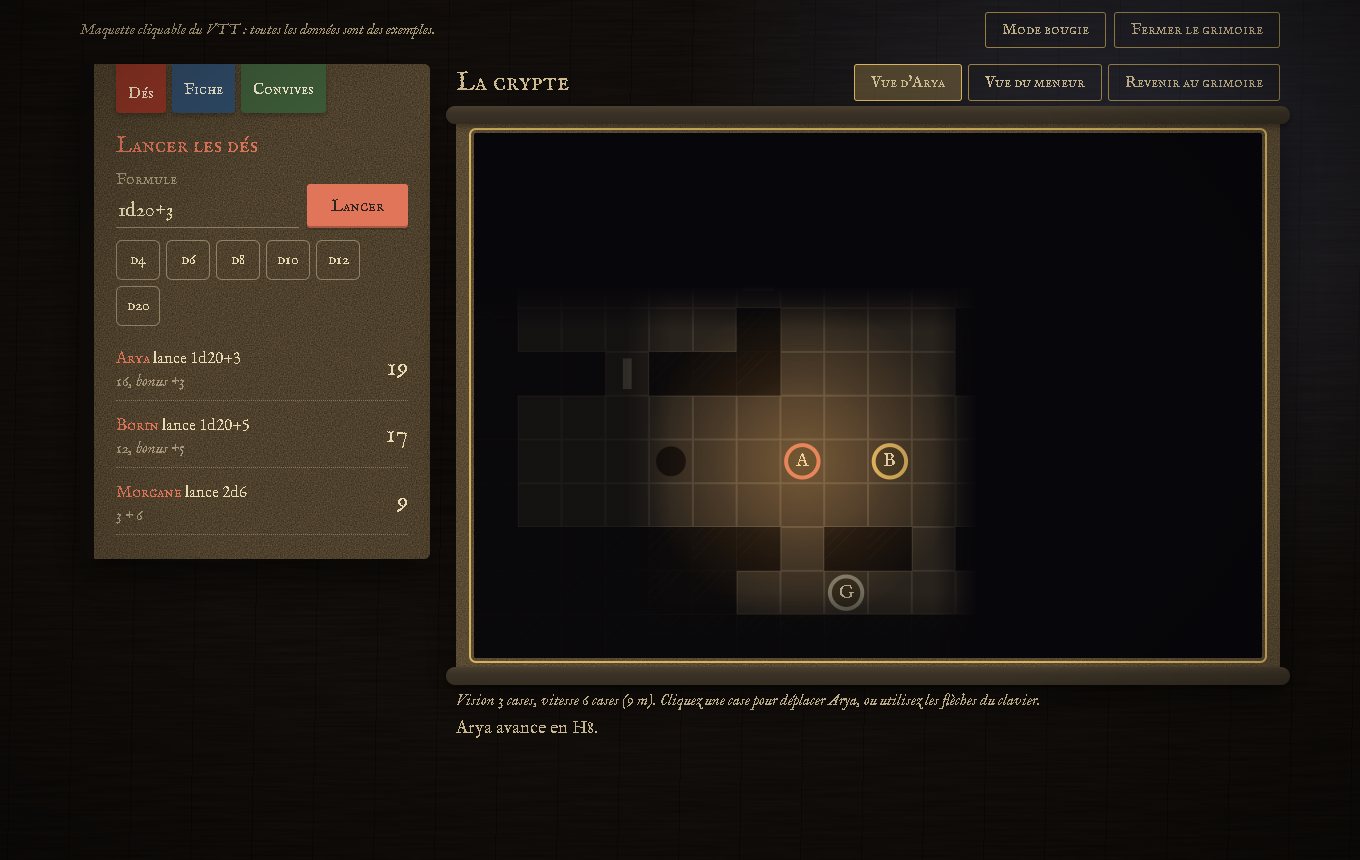 Maquette cliquable du VTT : toutes les données sont des exemples.
Mode bougie
Fermer le grimoire
Dés
Fiche
Convives
La crypte
Vue d'Arya
Vue du meneur
Revenir au grimoire
Lancer les dés
Formule
1d20+3
Lancer
D4
D6
D8
D10
D12
D20
Arya lance 1d20+3
16, bonus +3
19
Borin lance 1d20+5
12, bonus +5
17
Morgane lance 2d6
3 + 6
9
A
B
G
Vision 3 cases, vitesse 6 cases (9 m). Cliquez une case pour déplacer Arya, ou utilisez les flèches du clavier.
Arya avance en H8.